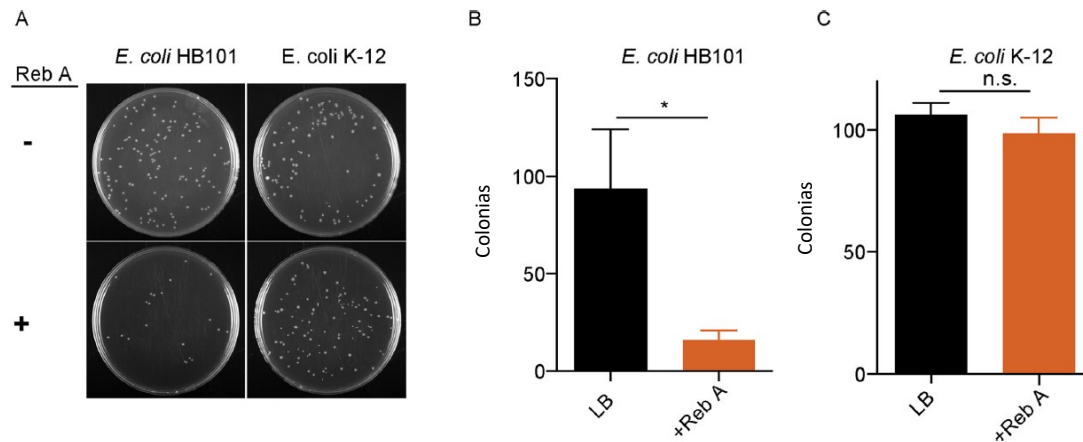 A
E. coli HB101
E. coli K-12
Reb A
-
+
B
E. coli HB101
*
150
100
50
0
Colonias
LB
+Reb A
C
E. coli K-12
n.s.
100
50
0
Colonias
LB
+Reb A